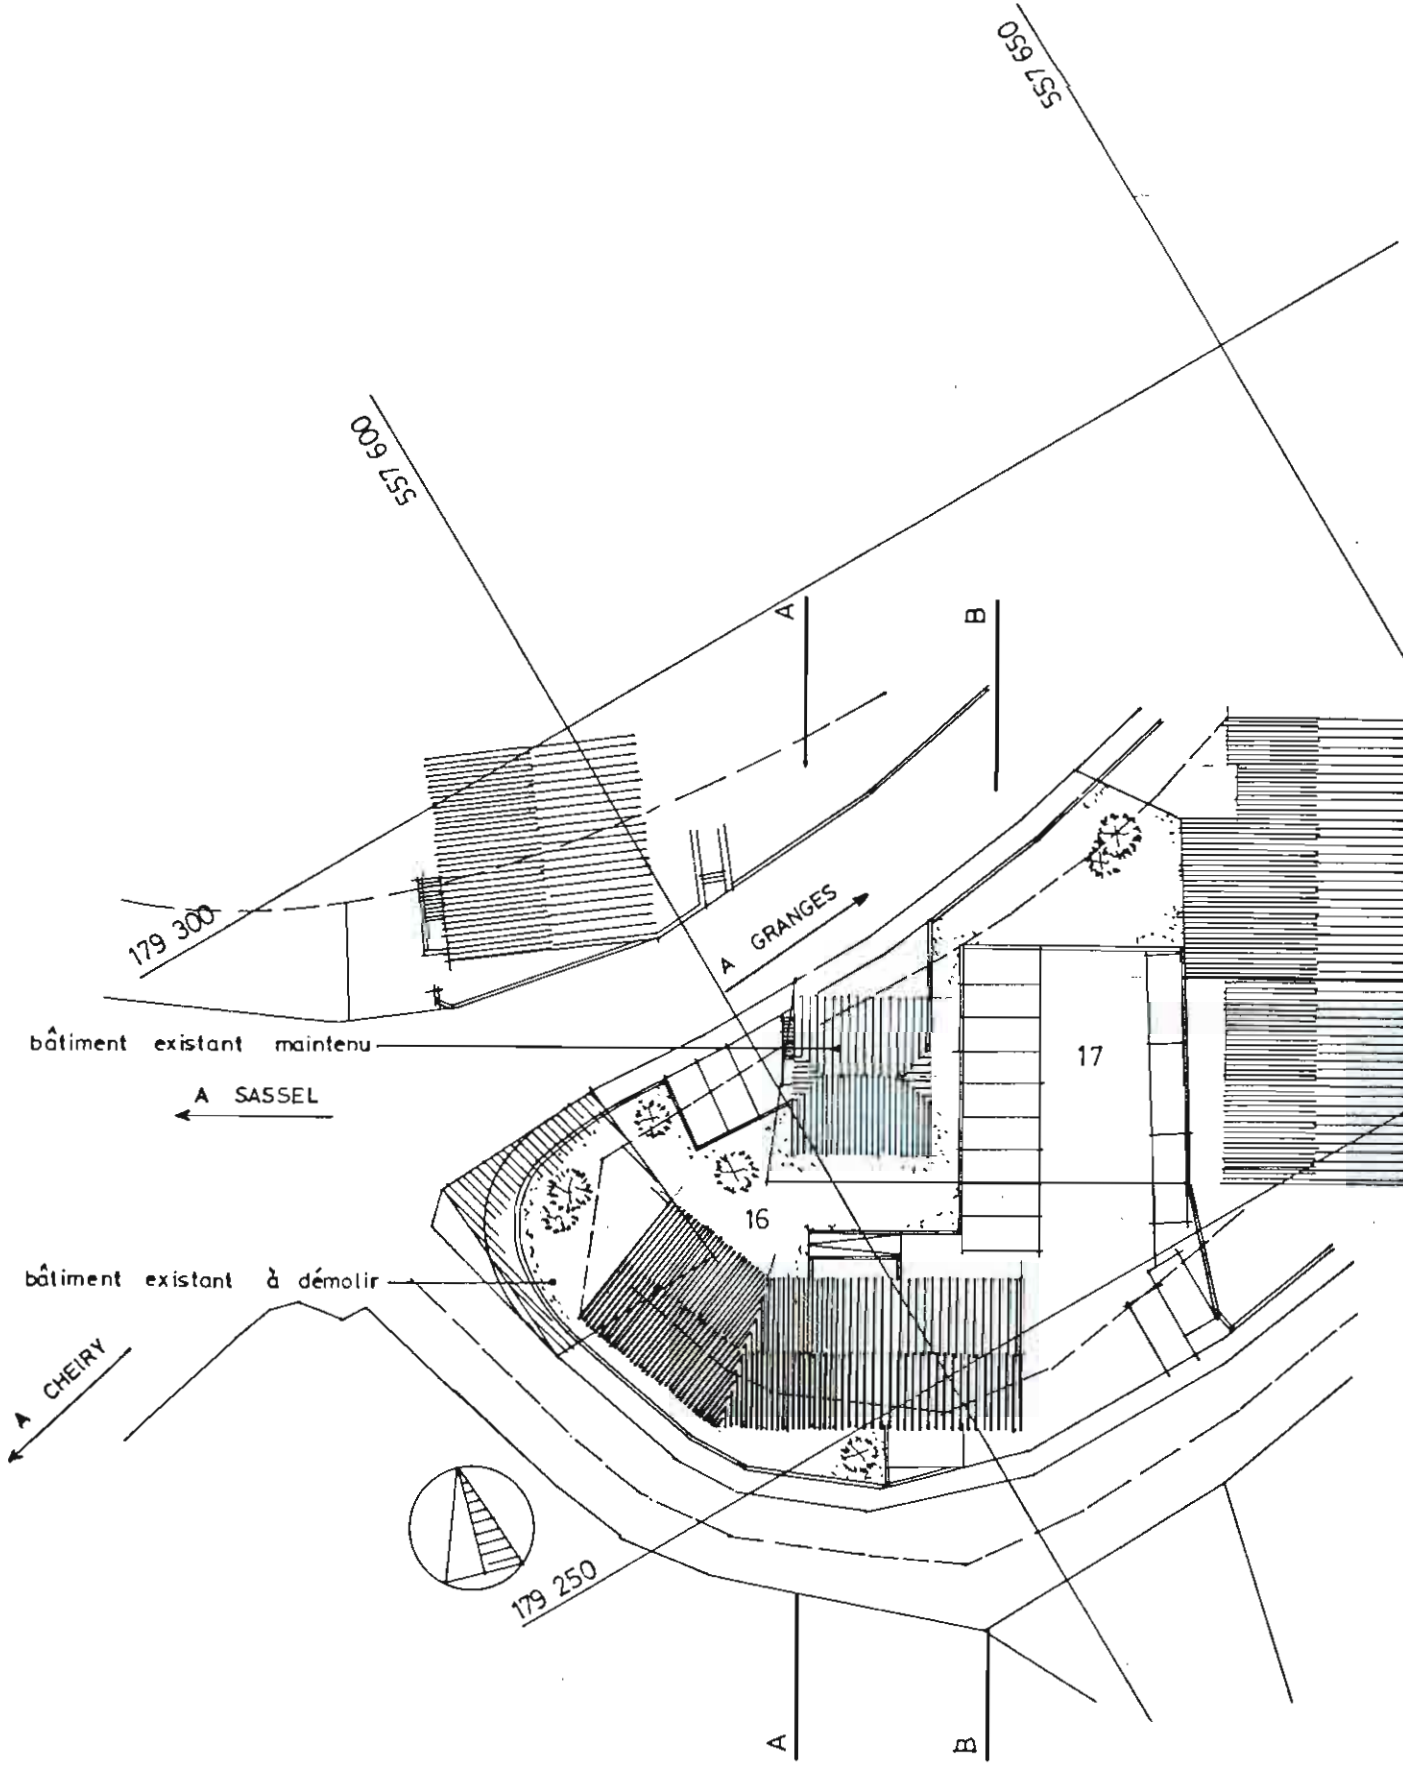 557 650
557 600
A
B
179 300
A GRANGES
bâtiment existant maintenu
17
A SASSEL
16
bâtiment existant à démolir
A CHEIRY
179 250
A
B